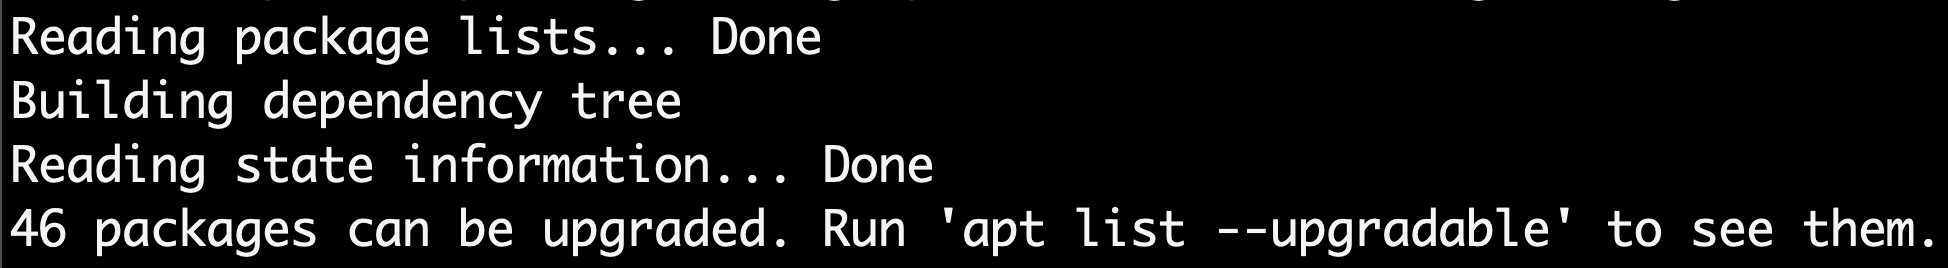 Reading package lists... Done
Building dependency tree
Reading state information... Done
46 packages can be upgraded. Run 'apt list --upgradable' to see them.